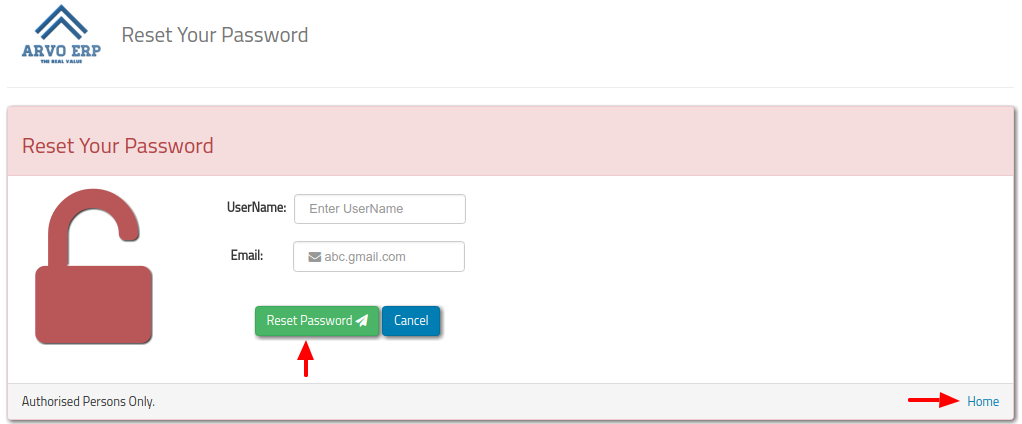 ARVO ERP
THE REAL VALUE
Reset Your Password
Reset Your Password
UserName: Enter UserName
Email: abc.gmail.com
Reset Password Cancel
Authorised Persons Only. Home